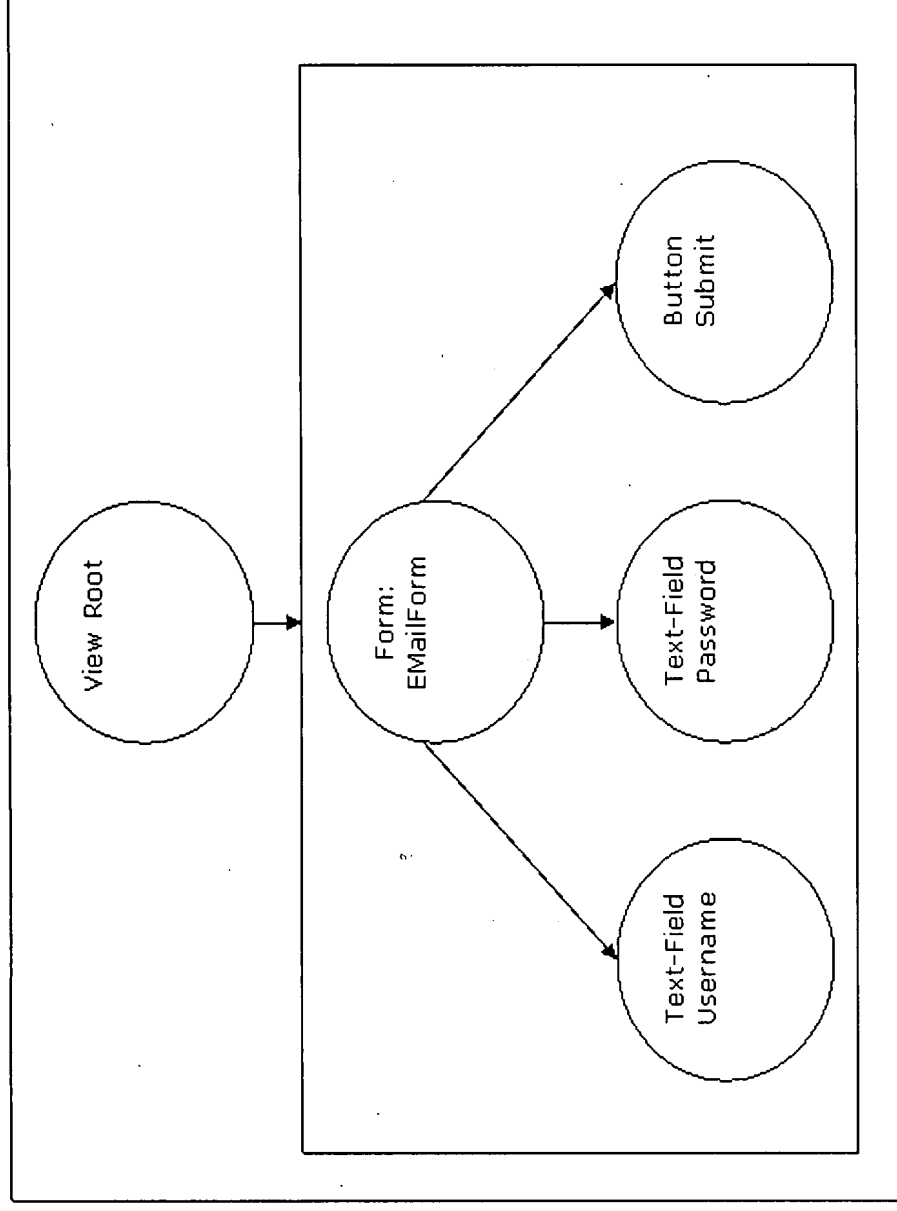 View Root
Form:
EMailForm
Text-Field
Username
Text-Field
Password
Button
Submit